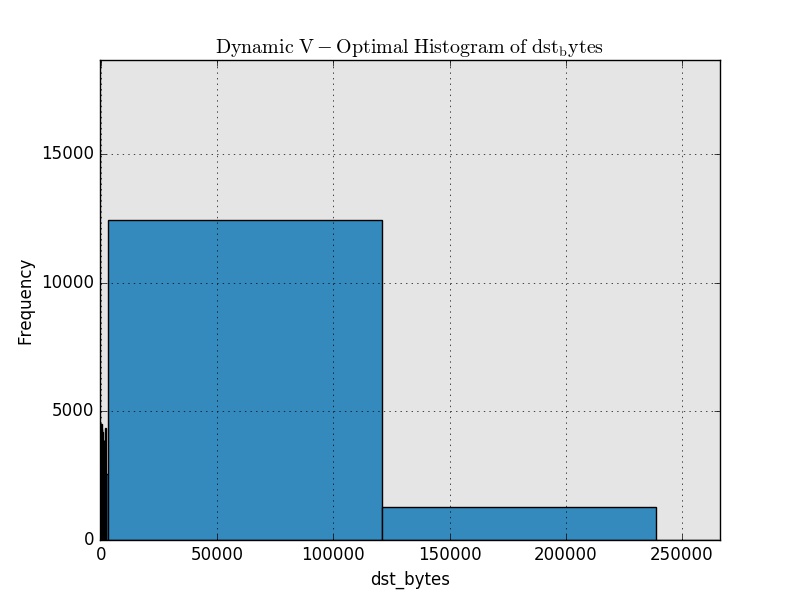 Dynamic V − Optimal Histogram of dst_bytes
15000
10000
5000
0
Frequency
0 50000 100000 150000 200000 250000
dst_bytes